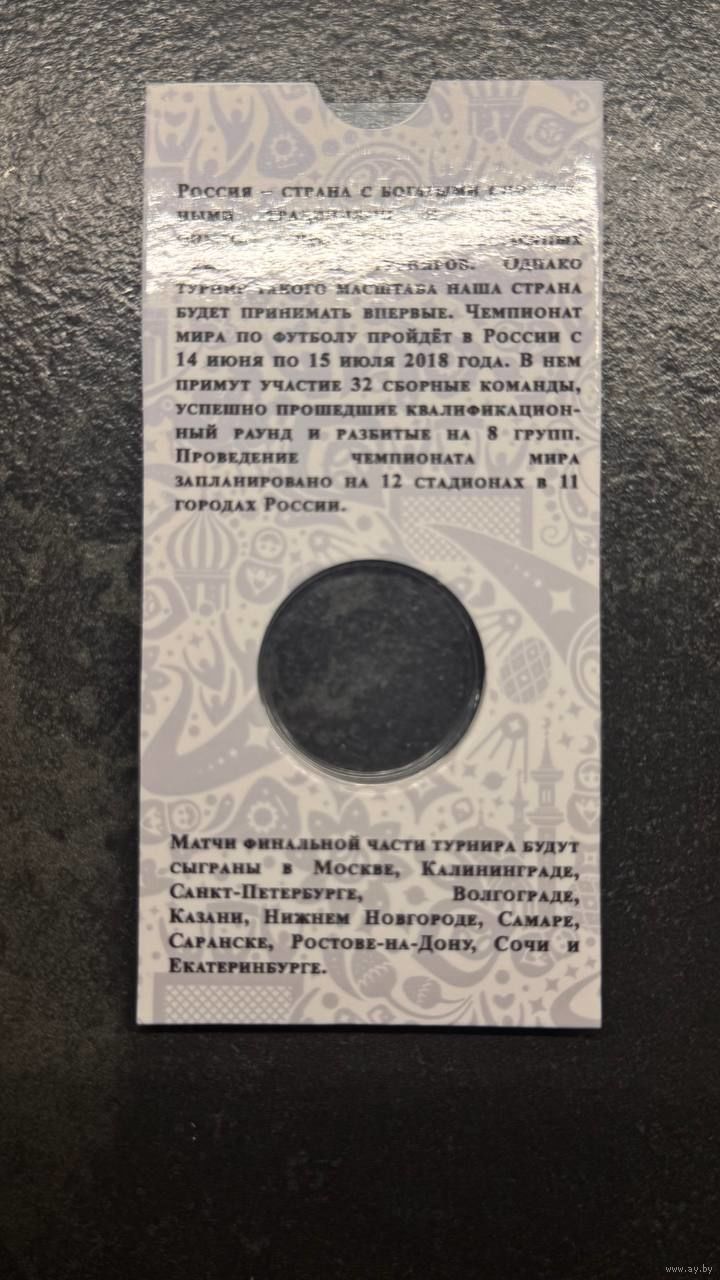 Россия – страна с богатыми
ными
Однако
турнир такого масштаба наша страна
будет принимать впервые. Чемпионат
мира по футболу пройдёт в России с
14 июня по 15 июля 2018 года. В нем
примут участие 32 сборные команды,
успешно прошедшие квалификацион-
ный раунд и разбитые на 8 групп.
Проведение чемпионата мира
запланировано на 12 стадионах в 11
городах России.
Матчи финальной части турнира будут
сыграны в Москве, Калининграде,
Санкт-Петербурге, Волгограде,
Казани, Нижнем Новгороде, Самаре,
Саранске, Ростове-на-Дону, Сочи и
Екатеринбурге.
www.ay.by